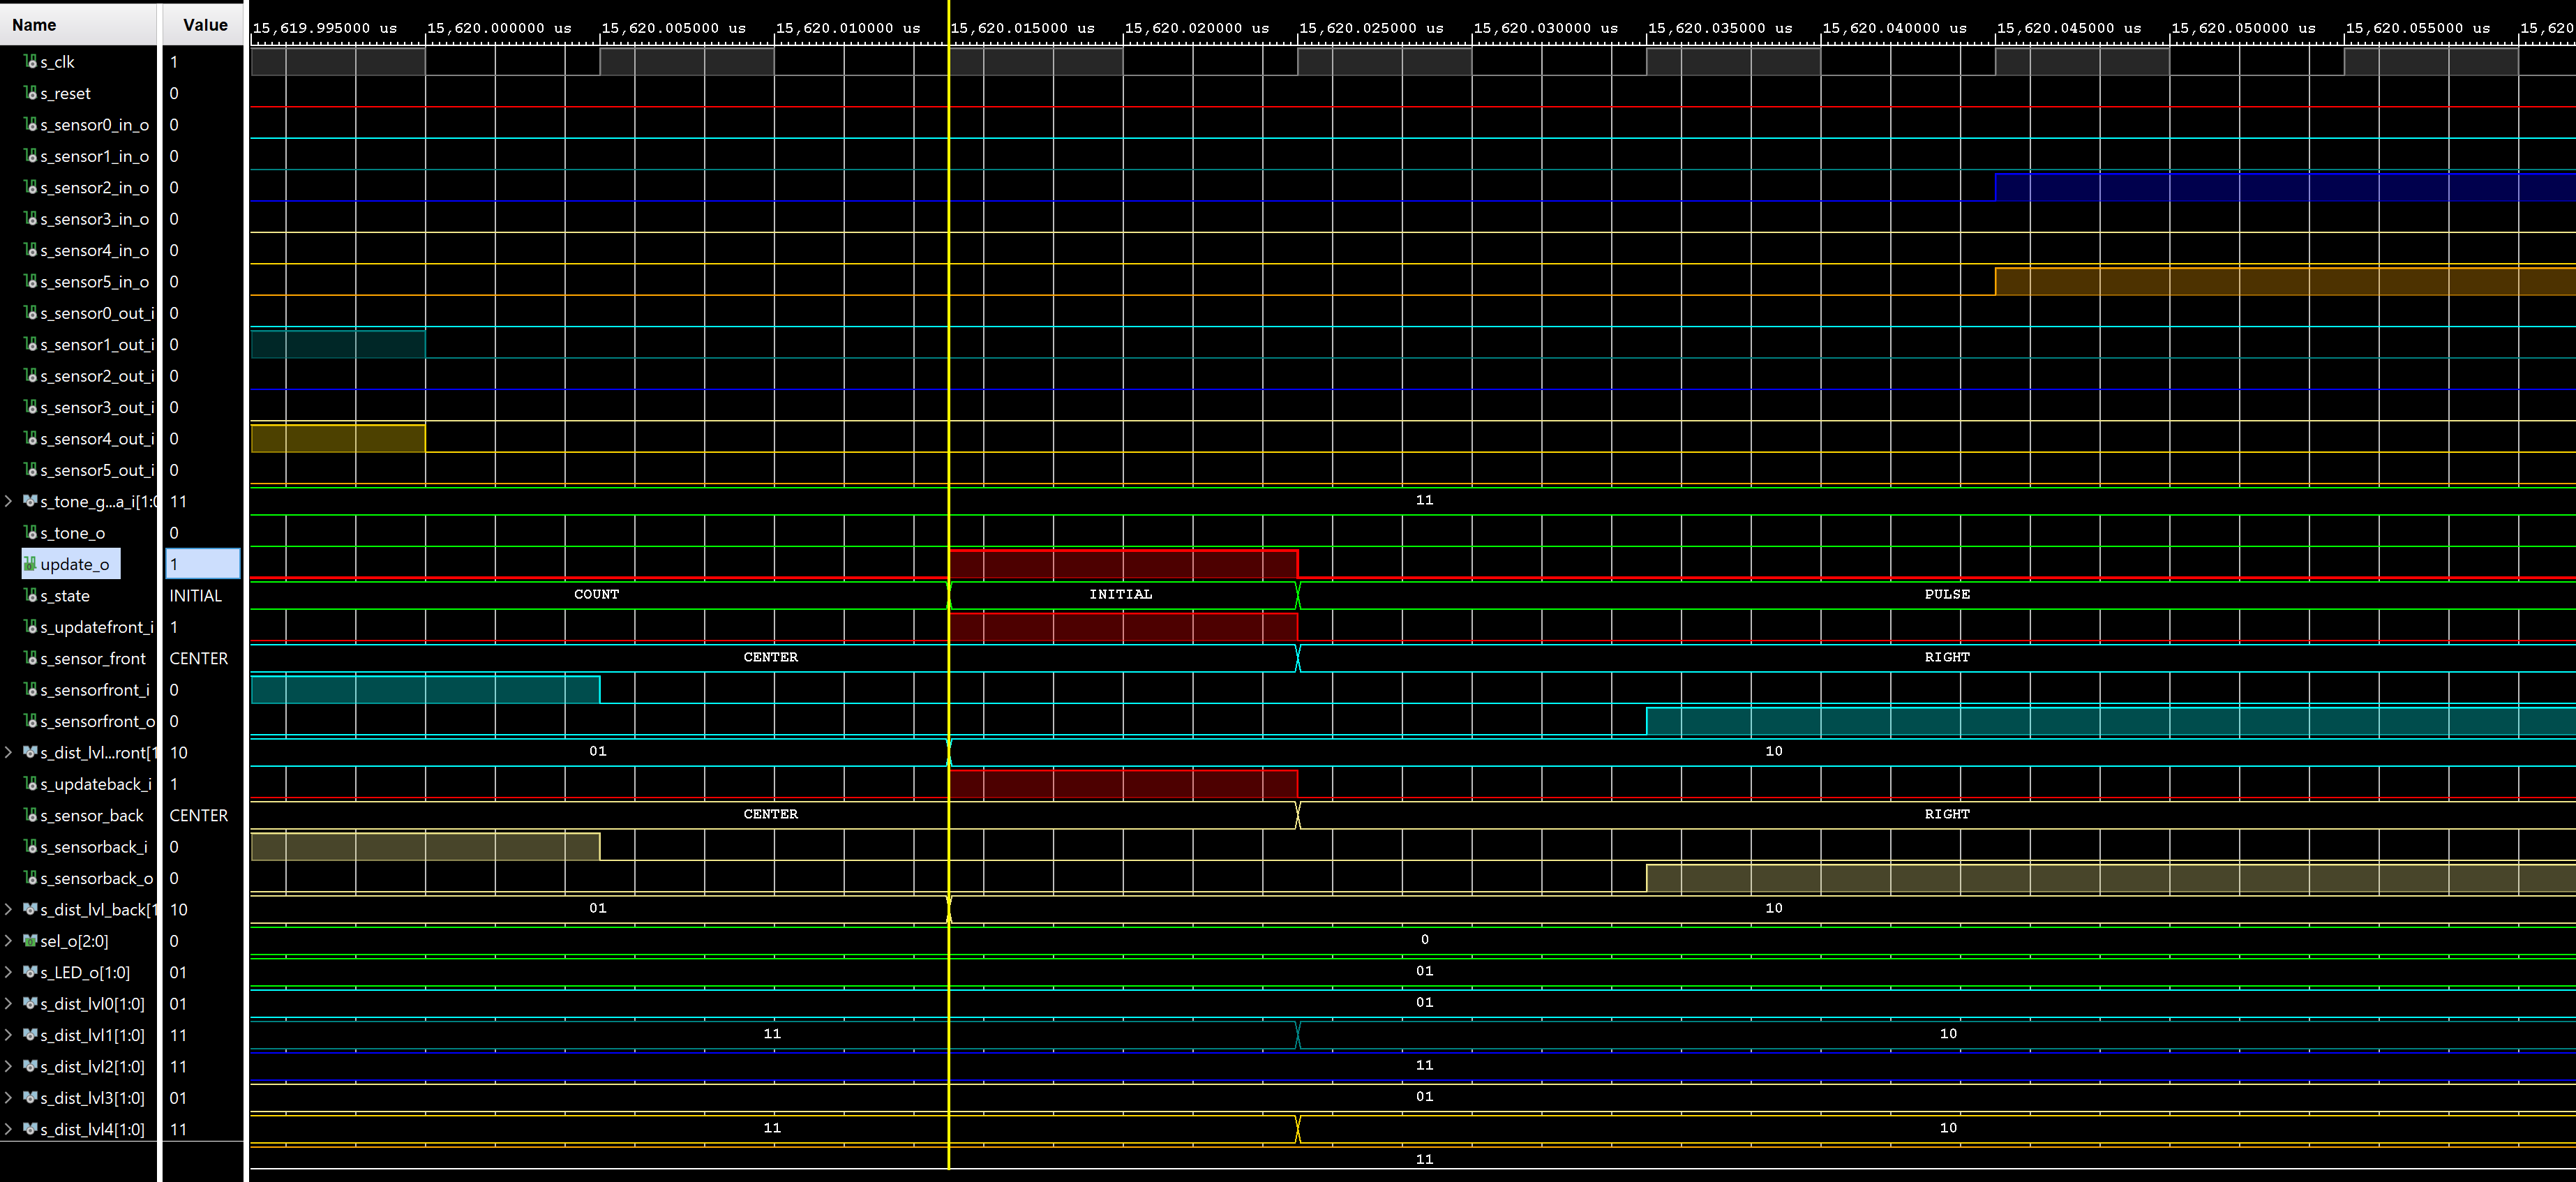 Name Value
15,619.995000 us 15,620.000000 us 15,620.005000 us 15,620.010000 us 15,620.015000 us 15,620.020000 us 15,620.025000 us 15,620.030000 us 15,620.035000 us 15,620.040000 us 15,620.045000 us 15,620.050000 us 15,620.055000 us 15,620
s_clk 1
s_reset 0
s_sensor0_in_o 0
s_sensor1_in_o 0
s_sensor2_in_o 0
s_sensor3_in_o 0
s_sensor4_in_o 0
s_sensor5_in_o 0
s_sensor0_out_i 0
s_sensor1_out_i 0
s_sensor2_out_i 0
s_sensor3_out_i 0
s_sensor4_out_i 0
s_sensor5_out_i 0
s_tone_g...a_i[1:0 11 11
s_tone_o 0
update_o 1
s_state INITIAL COUNT INITIAL PULSE
s_updatefront_i 1
s_sensor_front CENTER CENTER RIGHT
s_sensorfront_i 0
s_sensorfront_o 0
s_dist_lvl...ront[1 10 01 10
s_updateback_i 1
s_sensor_back CENTER CENTER RIGHT
s_sensorback_i 0
s_sensorback_o 0
s_dist_lvl_back[1 10 01 10
sel_o[2:0] 0 0
s_LED_o[1:0] 01 01
s_dist_lvl0[1:0] 01 01
s_dist_lvl1[1:0] 11 11 10
s_dist_lvl2[1:0] 11 11
s_dist_lvl3[1:0] 01 01
s_dist_lvl4[1:0] 11 11 10
11